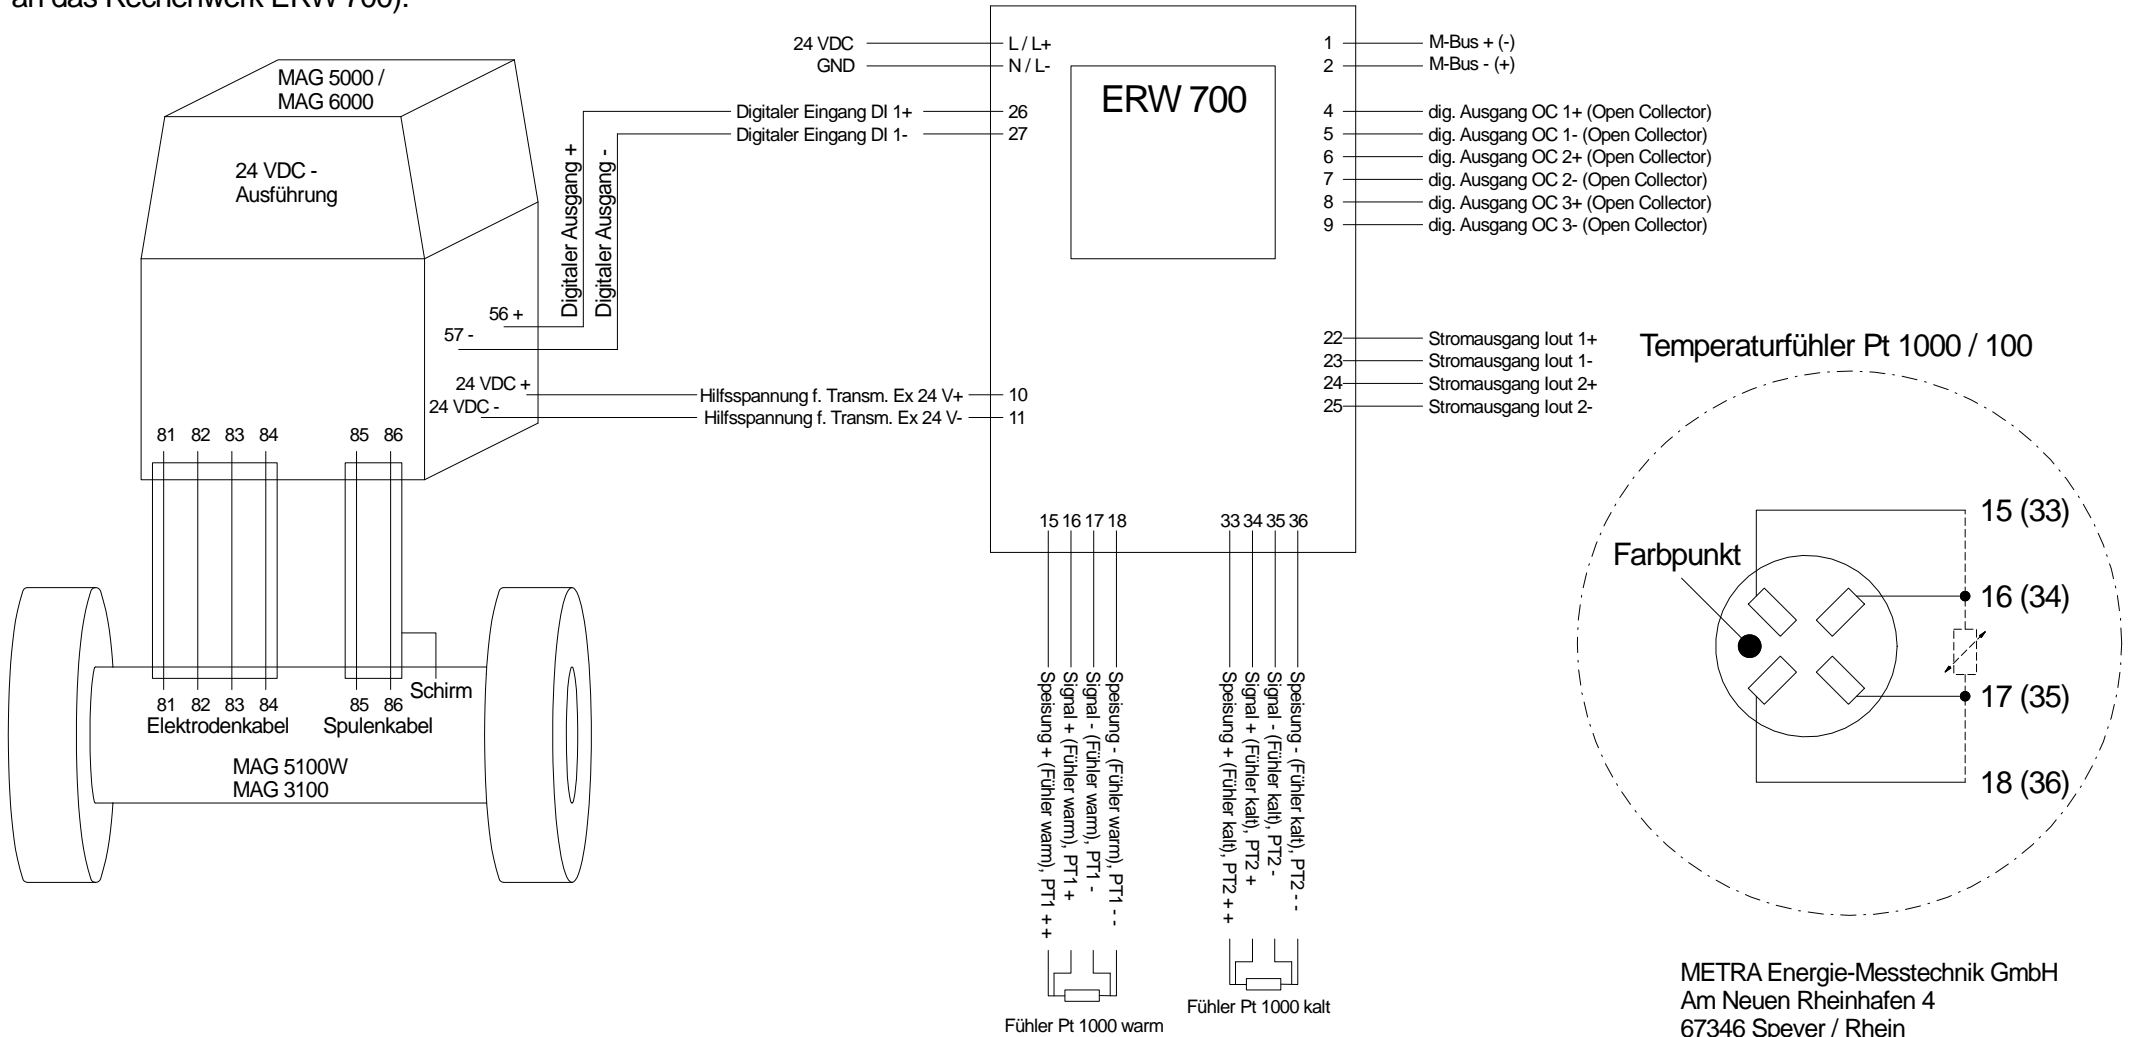 an das Rechenwerk ERW 700).
MAG 5000 /
MAG 6000
24 VDC -
Ausführung
56 +
57 -
24 VDC +
24 VDC -
81 82 83 84 85 86
81 82 83 84 85 86
Elektrodenkabel Spulenkabel
Schirm
MAG 5100W
MAG 3100
Digitaler Ausgang +
Digitaler Ausgang -
24 VDC L / L+
GND N / L-
Digitaler Eingang DI 1+ 26
Digitaler Eingang DI 1- 27
Hilfsspannung f. Transm. Ex 24 V+ 10
Hilfsspannung f. Transm. Ex 24 V- 11
ERW 700
1 M-Bus + (-)
2 M-Bus - (+)
4 dig. Ausgang OC 1+ (Open Collector)
5 dig. Ausgang OC 1- (Open Collector)
6 dig. Ausgang OC 2+ (Open Collector)
7 dig. Ausgang OC 2- (Open Collector)
8 dig. Ausgang OC 3+ (Open Collector)
9 dig. Ausgang OC 3- (Open Collector)
22 Stromausgang Iout 1+
23 Stromausgang Iout 1-
24 Stromausgang Iout 2+
25 Stromausgang Iout 2-
15 16 17 18 33 34 35 36
Speisung + (Fühler warm), PT1 + +
Signal + (Fühler warm), PT1 +
Signal - (Fühler warm), PT1 -
Speisung - (Fühler warm), PT1 - -
Speisung + (Fühler kalt), PT2 + +
Signal + (Fühler kalt), PT2 +
Signal - (Fühler kalt), PT2 -
Speisung - (Fühler kalt), PT2 - -
Fühler Pt 1000 warm
Fühler Pt 1000 kalt
Temperaturfühler Pt 1000 / 100
Farbpunkt
15 (33)
16 (34)
17 (35)
18 (36)
METRA Energie-Messtechnik GmbH
Am Neuen Rheinhafen 4
67346 Speyer / Rhein